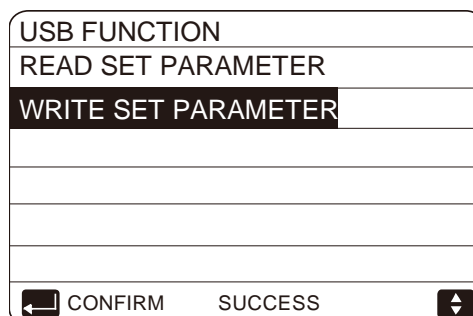 USB FUNCTION
READ SET PARAMETER
WRITE SET PARAMETER
CONFIRM SUCCESS